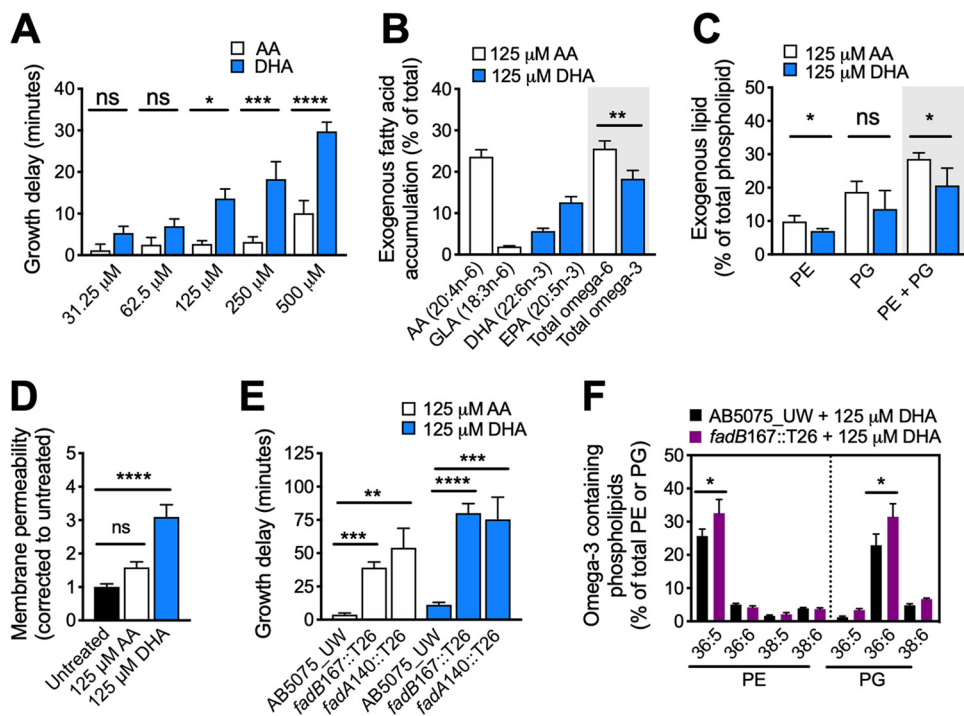 A
AA
DHA
Growth delay (minutes)
40
30
20
10
0
ns
ns
*
***
****
31.25 μM
62.5 μM
125 μM
250 μM
500 μM
B
125 μM AA
125 μM DHA
Exogenous fatty acid
accumulation (% of total)
40
30
20
10
0
**
AA (20:4n-6)
GLA (18:3n-6)
DHA (22:6n-3)
EPA (20:5n-3)
Total omega-6
Total omega-3
C
125 μM AA
125 μM DHA
Exogenous lipid
(% of total phospholipid)
50
40
30
20
10
0
*
ns
*
PE
PG
PE + PG
D
Membrane permeability
(corrected to untreated)
5
4
3
2
1
0
****
ns
Untreated
125 μM AA
125 μM DHA
E
125 μM AA
125 μM DHA
Growth delay (minutes)
125
100
75
50
25
0
**
***
***
****
AB5075_UW
fadB167::T26
fadA140::T26
AB5075_UW
fadB167::T26
fadA140::T26
F
AB5075_UW + 125 μM DHA
fadB167::T26 + 125 μM DHA
Omega-3 containing
phospholipids
(% of total PE or PG)
50
40
30
20
10
0
*
*
36:5
36:6
38:5
38:6
36:5
36:6
38:6
PE
PG